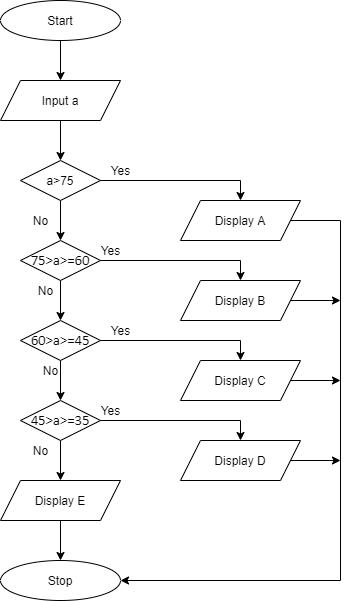 Start
Input a
a>75
Yes
Display A
No
75>a>=60
Yes
Display B
No
60>a>=45
Yes
Display C
No
45>a>=35
Yes
Display D
No
Display E
Stop